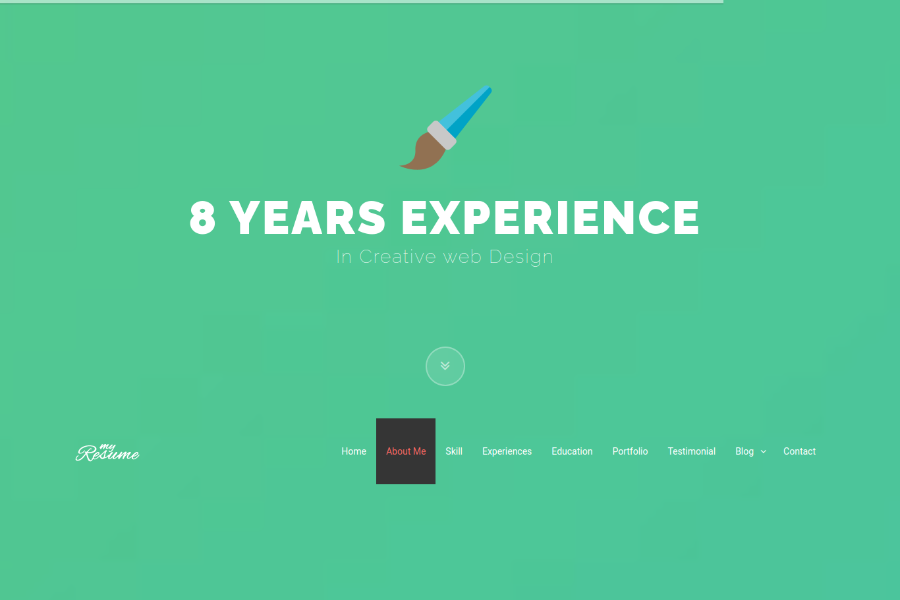 8 YEARS EXPERIENCE
In Creative web Design
my
Resume
Home About Me Skill Experiences Education Portfolio Testimonial Blog Contact